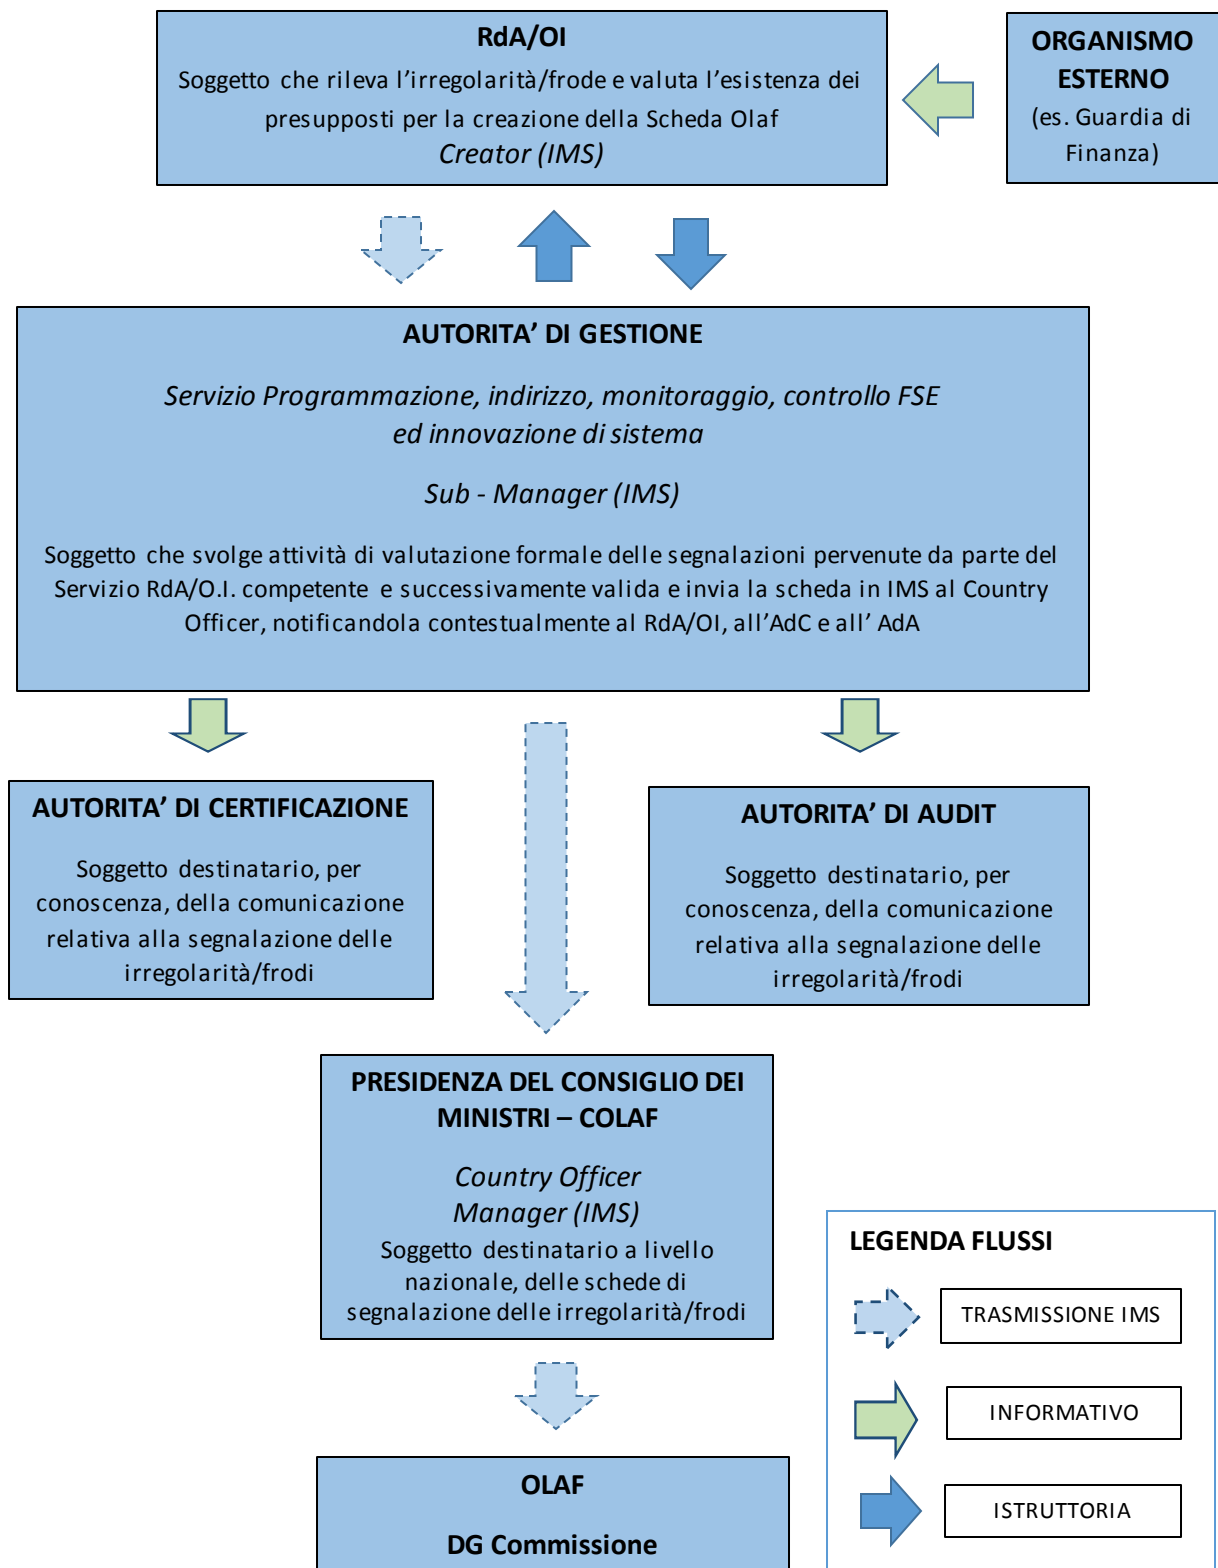 RdA/OI
Soggetto che rileva l'irregolarità/frode e valuta l'esistenza dei
presupposti per la creazione della Scheda Olaf
Creator (IMS)
ORGANISMO
ESTERNO
(es. Guardia di
Finanza)
AUTORITA' DI GESTIONE
Servizio Programmazione, indirizzo, monitoraggio, controllo FSE
ed innovazione di sistema
Sub - Manager (IMS)
Soggetto che svolge attività di valutazione formale delle segnalazioni pervenute da parte del
Servizio RdA/O.I. competente e successivamente valida e invia la scheda in IMS al Country
Officer, notificandola contestualmente al RdA/OI, all'AdC e all' AdA
AUTORITA' DI CERTIFICAZIONE
Soggetto destinatario, per
conoscenza, della comunicazione
relativa alla segnalazione delle
irregolarità/frodi
AUTORITA' DI AUDIT
Soggetto destinatario, per
conoscenza, della comunicazione
relativa alla segnalazione delle
irregolarità/frodi
PRESIDENZA DEL CONSIGLIO DEI
MINISTRI – COLAF
Country Officer
Manager (IMS)
Soggetto destinatario a livello
nazionale, delle schede di
segnalazione delle irregolarità/frodi
OLAF
DG Commissione
LEGENDA FLUSSI
TRASMISSIONE IMS
INFORMATIVO
ISTRUTTORIA